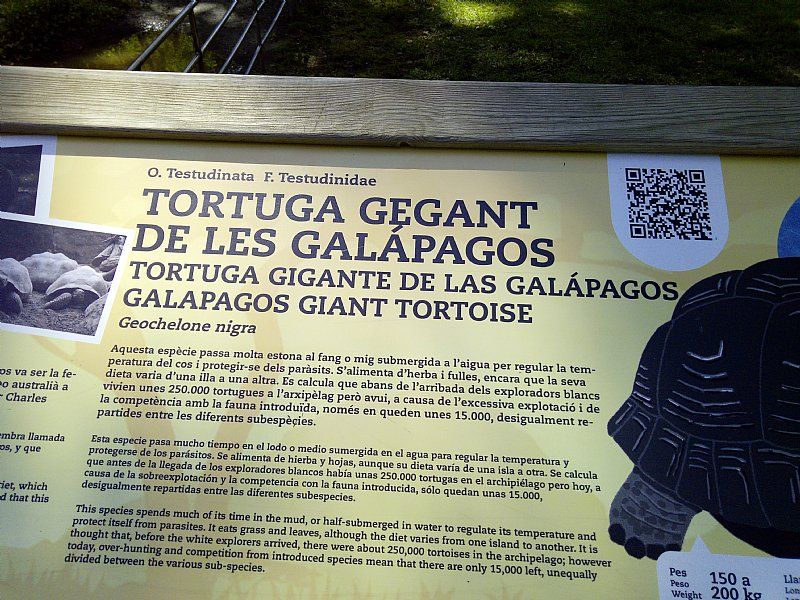 O. Testudinata F. Testudinidae
TORTUGA GEGANT
DE LES GALÁPAGOS
TORTUGA GIGANTE DE LAS GALÁPAGOS
GALAPAGOS GIANT TORTOISE
Geochelone nigra
Aquesta espècie passa molta estona al fang o mig submergida a l'aigua per regular la tem-
peratura del cos i protegir-se dels paràsits. S'alimenta d'herba i fulles, encara que la seva
dieta varia d'una illa a una altra. Es calcula que abans de l'arribada dels exploradors blancs
vivien unes 250.000 tortugues a l'arxipèlag però avui, a causa de l'excessiva explotació i de
la competència amb la fauna introduïda, només en queden unes 15.000, desigualment re-
partides entre les diferents subespècies.
Esta especie pasa mucho tiempo en el lodo o medio sumergida en el agua para regular la temperatura y
protegerse de los parásitos. Se alimenta de hierba y hojas, aunque su dieta varía de una isla a otra. Se calcula
que antes de la llegada de los exploradores blancos había unas 250.000 tortugas en el archipiélago pero hoy, a
causa de la sobreexplotación y la competencia con la fauna introducida, sólo quedan unas 15.000,
desigualmente repartidas entre las diferentes subespecies.
This species spends much of its time in the mud, or half-submerged in water to regulate its temperature and
protect itself from parasites. It eats grass and leaves, although the diet varies from one island to another. It is
thought that, before the white explorers arrived, there were about 250,000 tortoises in the archipelago; however
today, over-hunting and competition from introduced species mean that there are only 15,000 left, unequally
divided between the various sub-species.
os va ser la fe-
oo australià a
Charles
embra llamada
os, y que
iet, which
d that this
Pes
Peso
Weight
150 a
200 kg